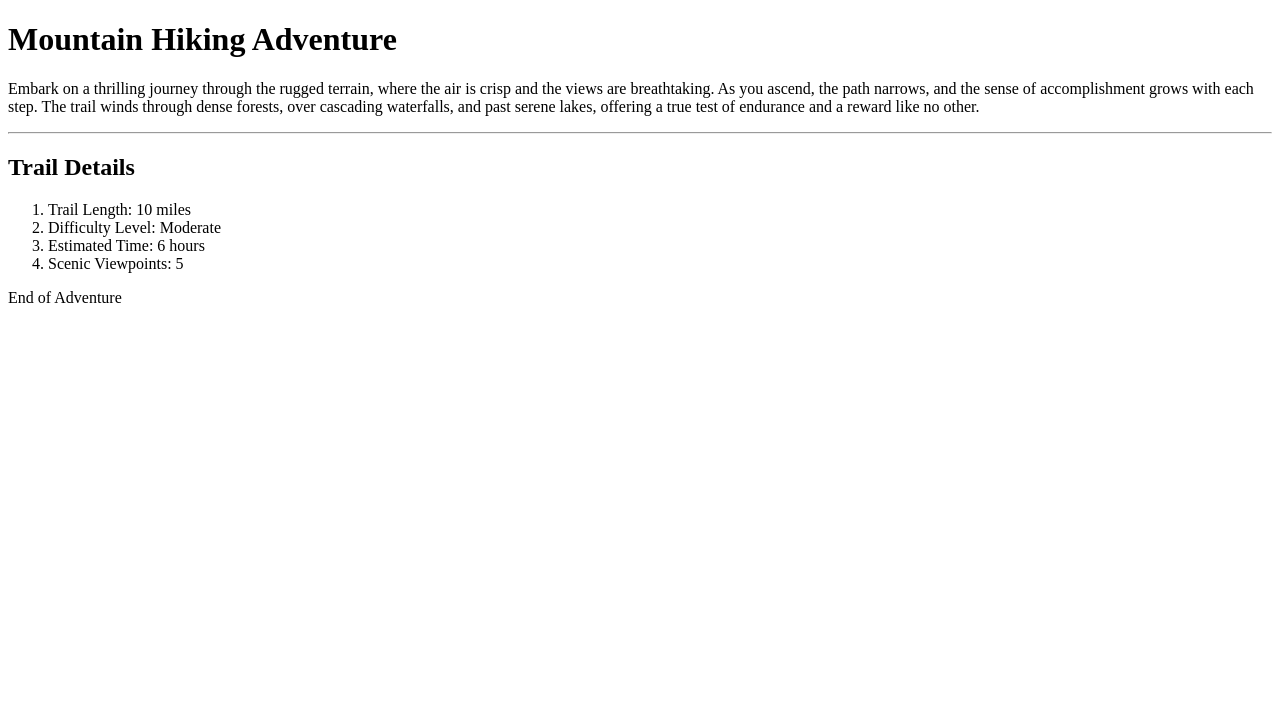 Mountain Hiking Adventure
Embark on a thrilling journey through the rugged terrain, where the air is crisp and the views are breathtaking. As you ascend, the path narrows, and the sense of accomplishment grows with each
step. The trail winds through dense forests, over cascading waterfalls, and past serene lakes, offering a true test of endurance and a reward like no other.
Trail Details
1. Trail Length: 10 miles
2. Difficulty Level: Moderate
3. Estimated Time: 6 hours
4. Scenic Viewpoints: 5
End of Adventure